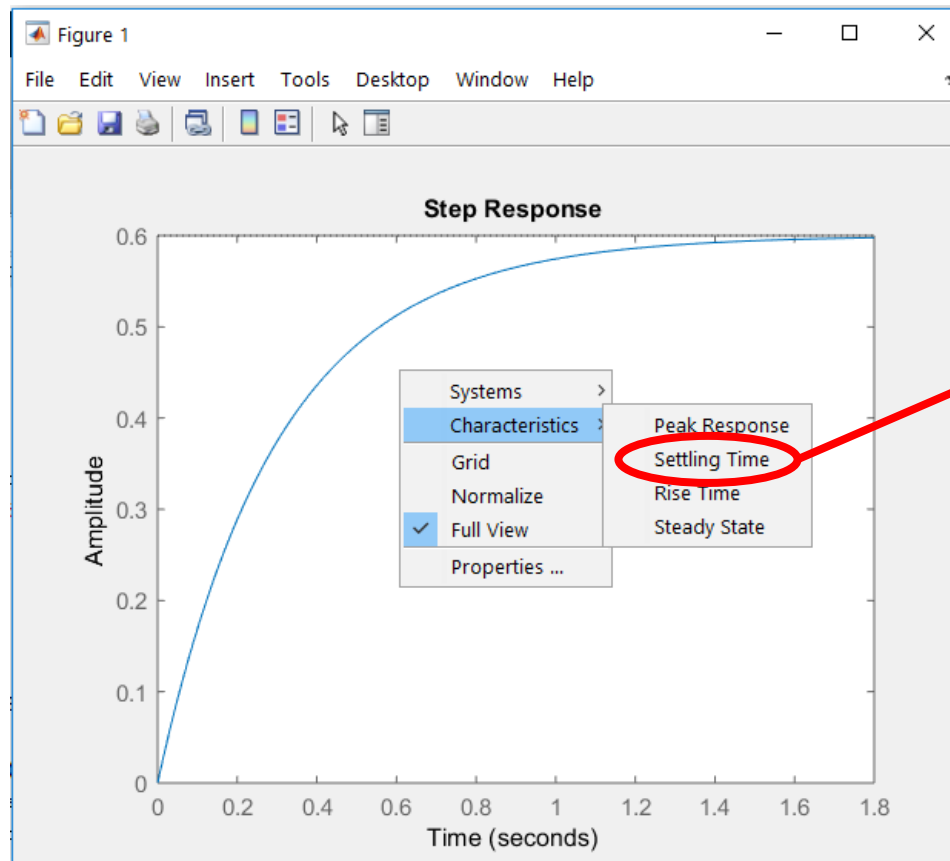 Figure 1
File Edit View Insert Tools Desktop Window Help
Step Response
0.6
0.5
0.4
0.3
0.2
0.1
0
Amplitude
Systems
Characteristics
Grid
Normalize
Full View
Properties ...
Peak Response
Settling Time
Rise Time
Steady State
0 0.2 0.4 0.6 0.8 1 1.2 1.4 1.6 1.8
Time (seconds)